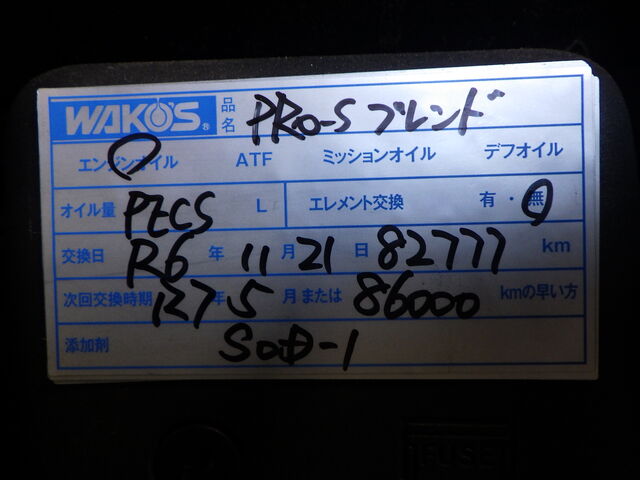 WAKO'S® 品名 PRO-S ブレンド
エンジンオイル ATF ミッションオイル デフオイル
オイル量 PECS L エレメント交換 有・無
交換日 R6 年 11 月 21 日 82777 km
次回交換時期 R7 年 5 月または 86000 kmの早い方
添加剤 SOD-1
FUSE